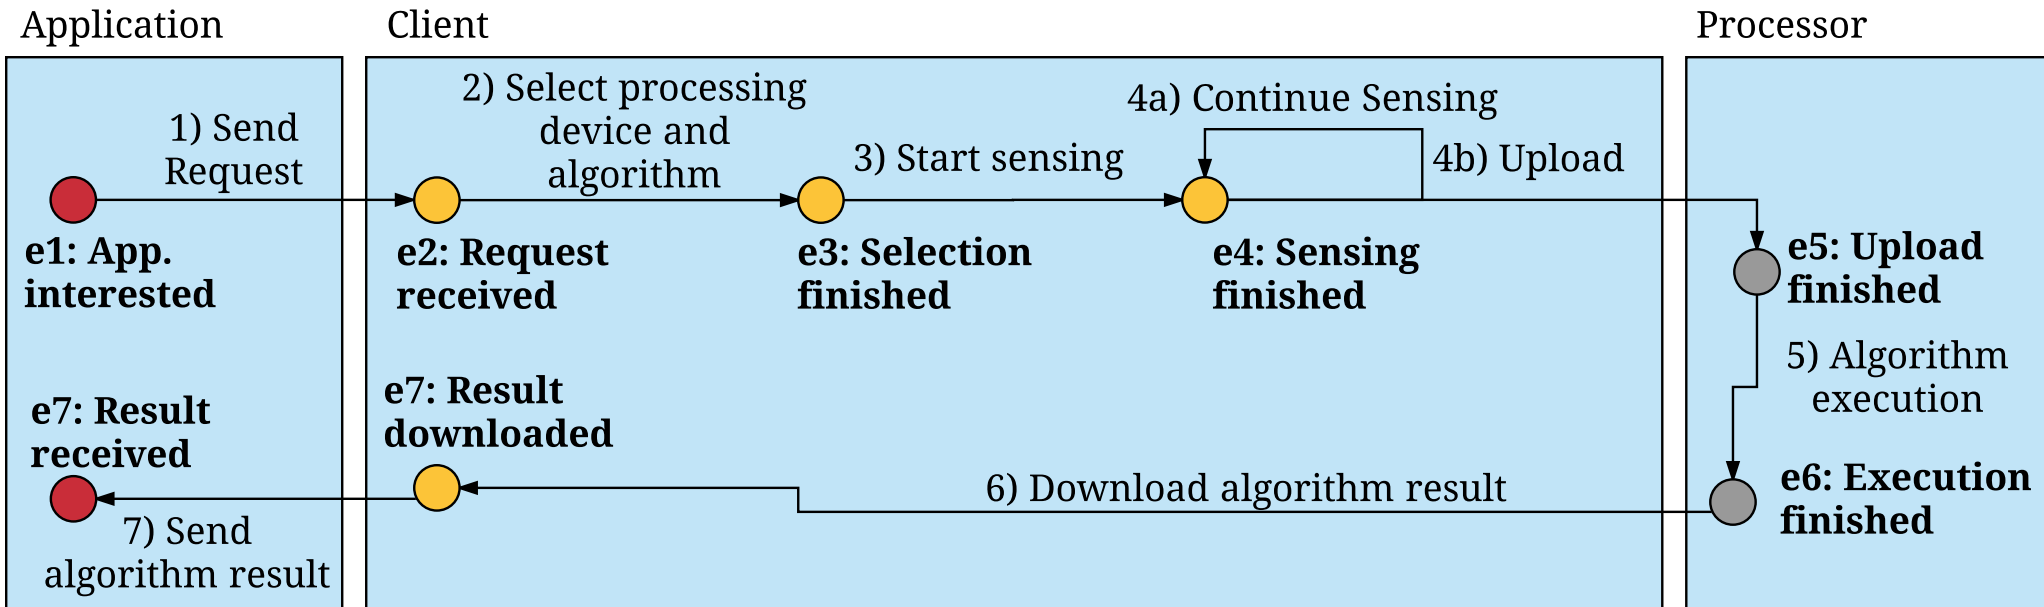 Application
Client
Processor
1) Send
Request
2) Select processing
device and
algorithm
3) Start sensing
4a) Continue Sensing
4b) Upload
e1: App.
interested
e2: Request
received
e3: Selection
finished
e4: Sensing
finished
e5: Upload
finished
5) Algorithm
execution
e6: Execution
finished
6) Download algorithm result
e7: Result
downloaded
e7: Result
received
7) Send
algorithm result